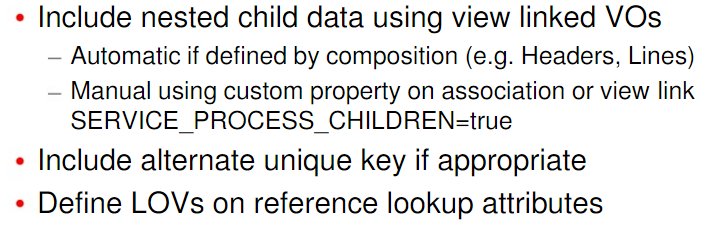 • Include nested child data using view linked VOs
– Automatic if defined by composition (e.g. Headers, Lines)
– Manual using custom property on association or view link
SERVICE_PROCESS_CHILDREN=true
• Include alternate unique key if appropriate
• Define LOVs on reference lookup attributes